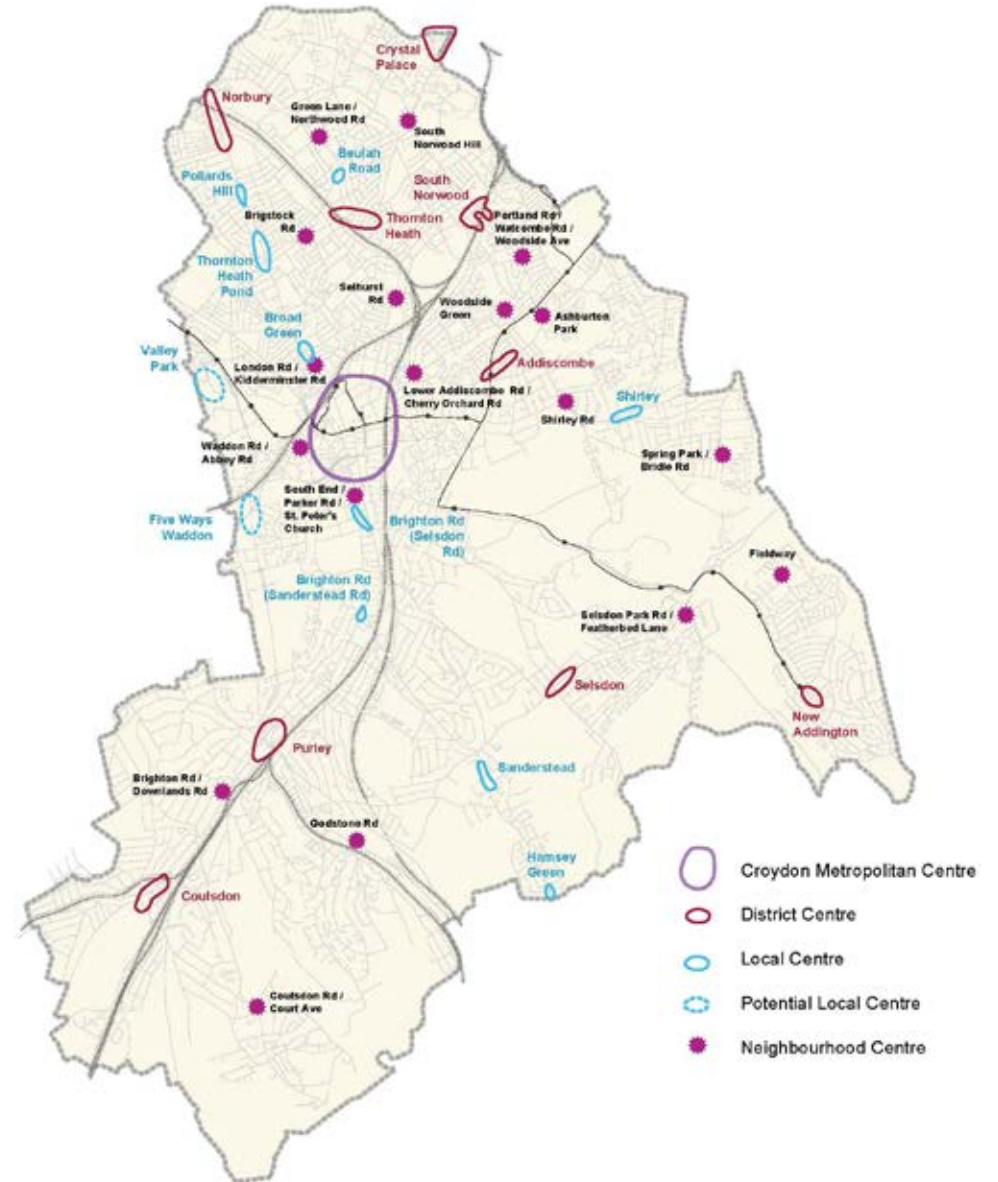 Crystal
Palace
Norbury
Green Lane /
Northwood Rd
South
Norwood Hill
Beulah
Road
Pollards
Hill
South
Norwood
Brigstock
Rd
Thornton
Heath
Portland Rd /
Watcombe Rd /
Woodside Ave
Thornton
Heath
Pond
Selhurst
Rd
Woodside
Green
Ashburton
Park
Broad
Green
Valley
Park
London Rd /
Kidderminster Rd
Addiscombe
Lower Addiscombe Rd /
Cherry Orchard Rd
Shirley
Shirley Rd
Waddon Rd /
Abbey Rd
Spring Park /
Bridle Rd
South End /
Parker Rd /
St. Peter's
Church
Five Ways
Waddon
Brighton Rd
(Selsdon
Rd)
Fieldway
Brighton Rd
(Sanderstead Rd)
Selsdon Park Rd /
Featherbed Lane
Selsdon
New
Addington
Purley
Sanderstead
Brighton Rd /
Downlands Rd
Godstone Rd
Hamsey
Green
Coulsdon
Coulsdon Rd /
Court Ave
Croydon Metropolitan Centre
District Centre
Local Centre
Potential Local Centre
Neighbourhood Centre